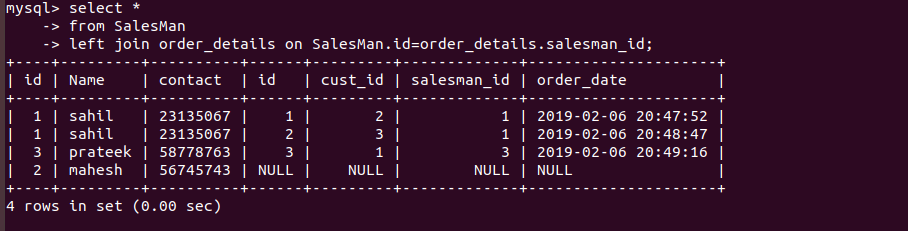 mysql> select *
    -> from SalesMan
    -> left join order_details on SalesMan.id=order_details.salesman_id;
+----+---------+----------+------+---------+-------------+---------------------+
| id | Name    | contact  | id   | cust_id | salesman_id | order_date          |
+----+---------+----------+------+---------+-------------+---------------------+
|  1 | sahil   | 23135067 |    1 |       2 |           1 | 2019-02-06 20:47:52 |
|  1 | sahil   | 23135067 |    2 |       3 |           1 | 2019-02-06 20:48:47 |
|  3 | prateek | 58778763 |    3 |       1 |           3 | 2019-02-06 20:49:16 |
|  2 | mahesh  | 56745743 | NULL |    NULL |        NULL | NULL                |
+----+---------+----------+------+---------+-------------+---------------------+
4 rows in set (0.00 sec)